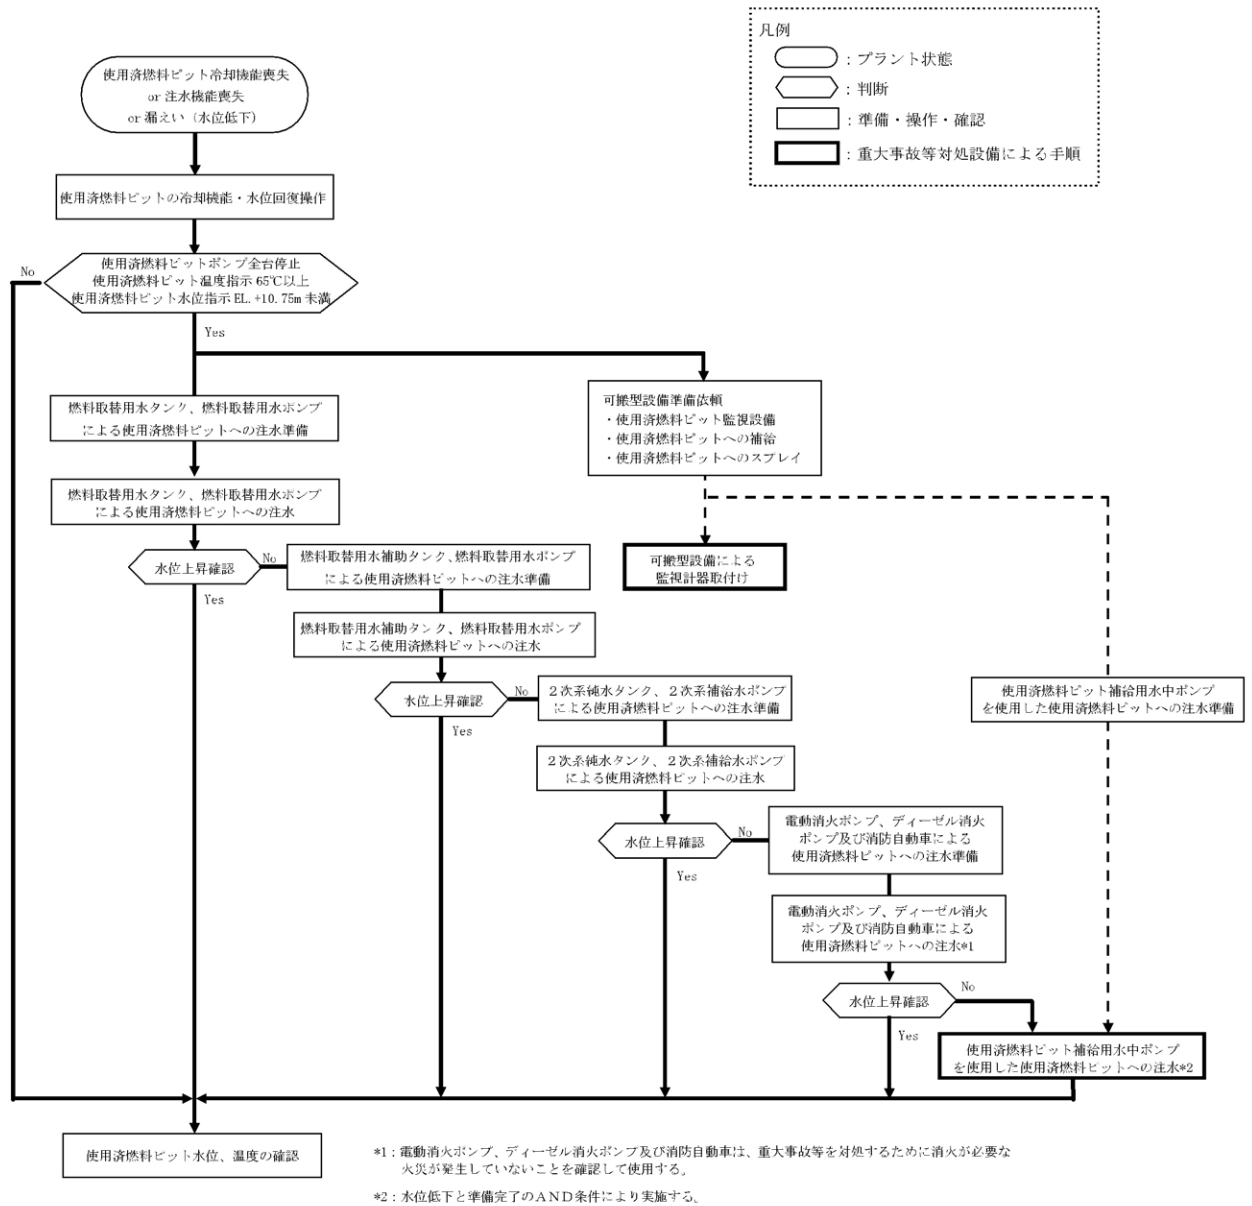 凡例
：プラント状態
：判断
：準備・操作・確認
：重大事故等対処設備による手順
使用済燃料ピット冷却機能喪失
or 注水機能喪失
or 漏えい（水位低下）
使用済燃料ピットの冷却機能・水位回復操作
使用済燃料ピットポンプ全台停止
使用済燃料ピット温度指示 65℃以上
使用済燃料ピット水位指示 EL.+10.75m 未満
No
Yes
燃料取替用水タンク、燃料取替用水ポンプ
による使用済燃料ピットへの注水準備
可搬型設備準備依頼
・使用済燃料ピット監視設備
・使用済燃料ピットへの補給
・使用済燃料ピットへのスプレイ
燃料取替用水タンク、燃料取替用水ポンプ
による使用済燃料ピットへの注水
水位上昇確認
No
Yes
燃料取替用水補助タンク、燃料取替用水ポンプ
による使用済燃料ピットへの注水準備
可搬型設備による
監視計器取付け
燃料取替用水補助タンク、燃料取替用水ポンプ
による使用済燃料ピットへの注水
水位上昇確認
No
Yes
２次系純水タンク、２次系補給水ポンプ
による使用済燃料ピットへの注水準備
使用済燃料ピット補給用水中ポンプ
を使用した使用済燃料ピットへの注水準備
２次系純水タンク、２次系補給水ポンプ
による使用済燃料ピットへの注水
水位上昇確認
No
Yes
電動消火ポンプ、ディーゼル消火
ポンプ及び消防自動車による
使用済燃料ピットへの注水準備
電動消火ポンプ、ディーゼル消火
ポンプ及び消防自動車による
使用済燃料ピットへの注水*1
水位上昇確認
No
Yes
使用済燃料ピット補給用水中ポンプ
を使用した使用済燃料ピットへの注水*2
使用済燃料ピット水位、温度の確認
*1：電動消火ポンプ、ディーゼル消火ポンプ及び消防自動車は、重大事故等を対処するために消火が必要な
火災が発生していないことを確認して使用する。
*2：水位低下と準備完了のＡＮＤ条件により実施する。